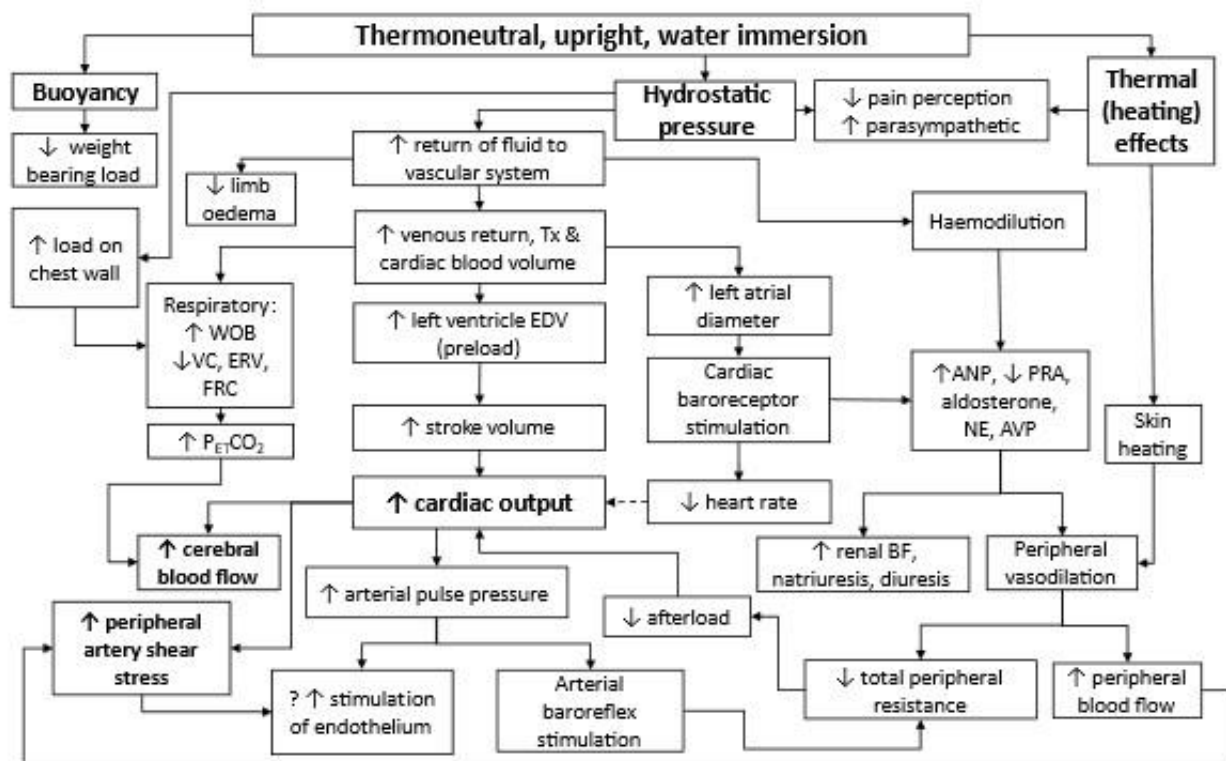 Thermoneutral, upright, water immersion
Buoyancy
Hydrostatic
pressure
↓ pain perception
↑ parasympathetic
Thermal
(heating)
effects
↓ weight
bearing load
↑ return of fluid to
vascular system
↓ limb
oedema
Haemodilution
↑ load on
chest wall
↑ venous return, Tx &
cardiac blood volume
Respiratory:
↑ WOB
↓VC, ERV,
FRC
↑ left ventricle EDV
(preload)
↑ left atrial
diameter
Cardiac
baroreceptor
stimulation
↑ANP, ↓ PRA,
aldosterone,
NE, AVP
Skin
heating
↑ stroke volume
↑ PETCO2
↑ cardiac output
↓ heart rate
↑ cerebral
blood flow
↑ renal BF,
natriuresis, diuresis
Peripheral
vasodilation
↑ arterial pulse pressure
↓ afterload
↑ peripheral
artery shear
stress
? ↑ stimulation
of endothelium
Arterial
baroreflex
stimulation
↓ total peripheral
resistance
↑ peripheral
blood flow